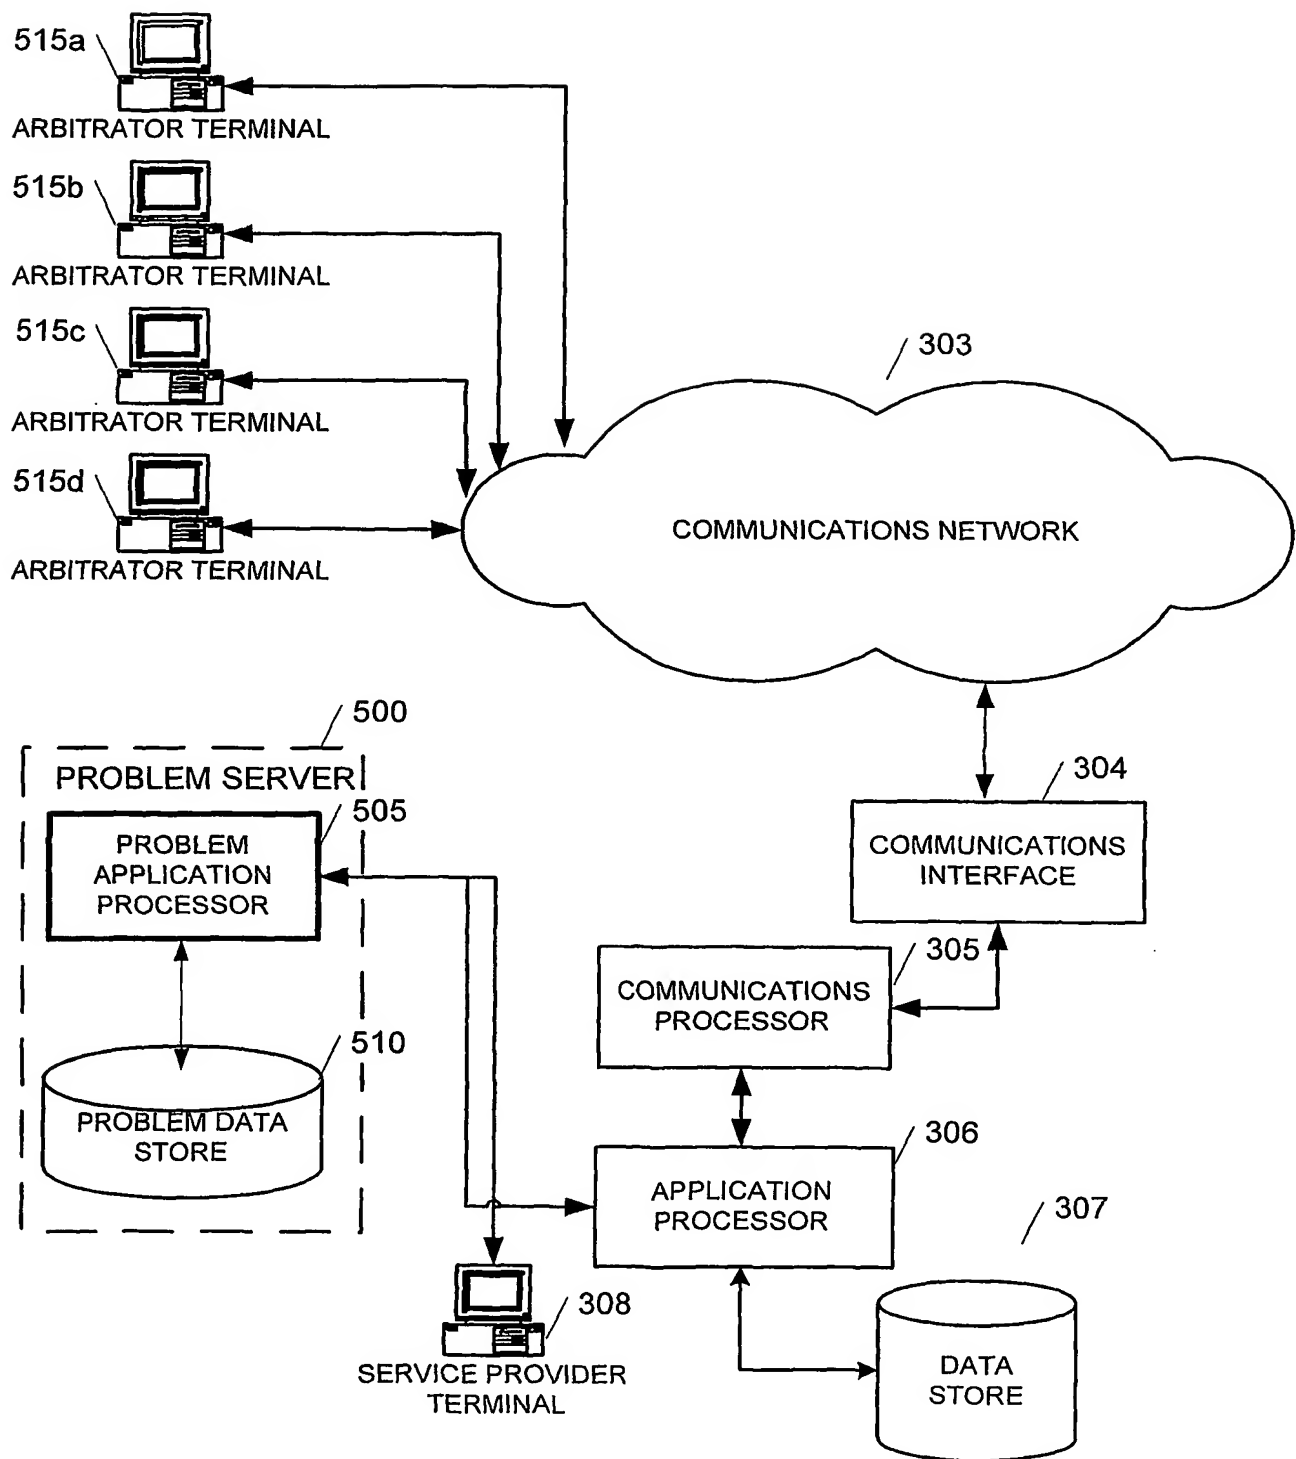 515a
ARBITRATOR TERMINAL
515b
ARBITRATOR TERMINAL
515c
ARBITRATOR TERMINAL
515d
ARBITRATOR TERMINAL
303
COMMUNICATIONS NETWORK
500
PROBLEM SERVER
505
PROBLEM
APPLICATION
PROCESSOR
510
PROBLEM DATA
STORE
304
COMMUNICATIONS
INTERFACE
305
COMMUNICATIONS
PROCESSOR
306
APPLICATION
PROCESSOR
307
DATA
STORE
308
SERVICE PROVIDER
TERMINAL